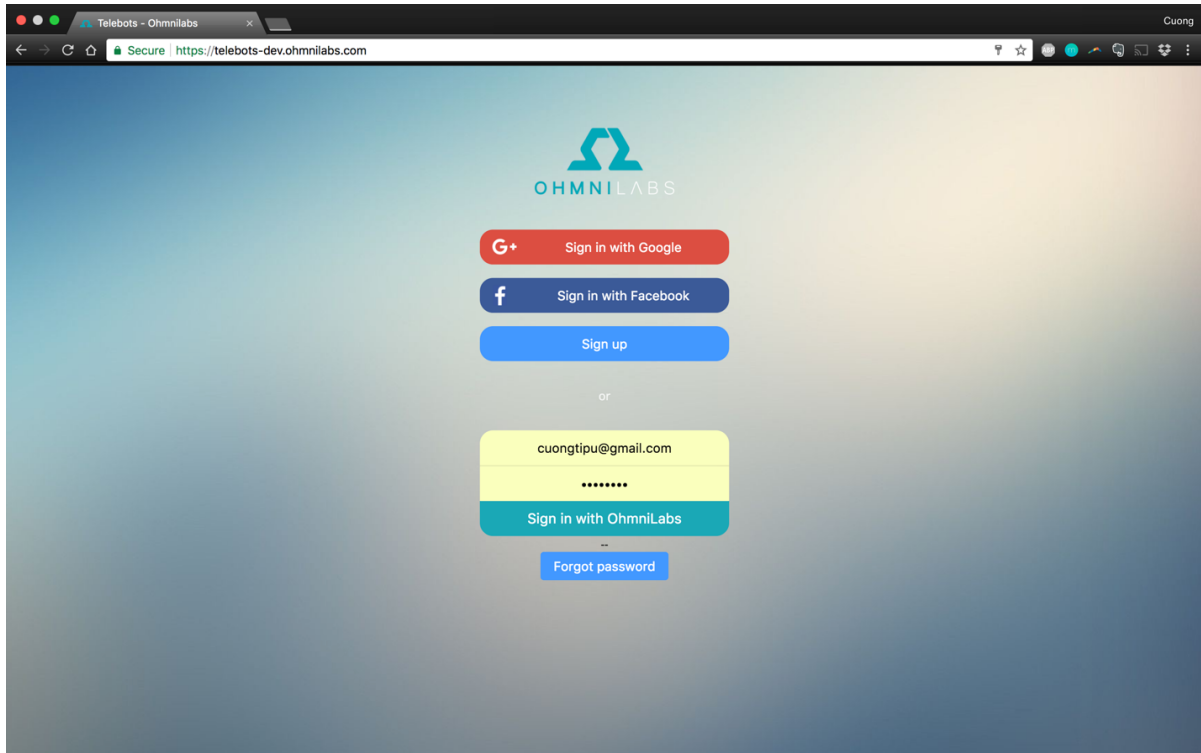 Telebots - Ohmnilabs
Cuong
Secure https://telebots-dev.ohmnilabs.com
ABP
OHMNILABS
G+ Sign in with Google
f Sign in with Facebook
Sign up
or
cuongtipu@gmail.com
••••••••
Sign in with OhmniLabs
--
Forgot password